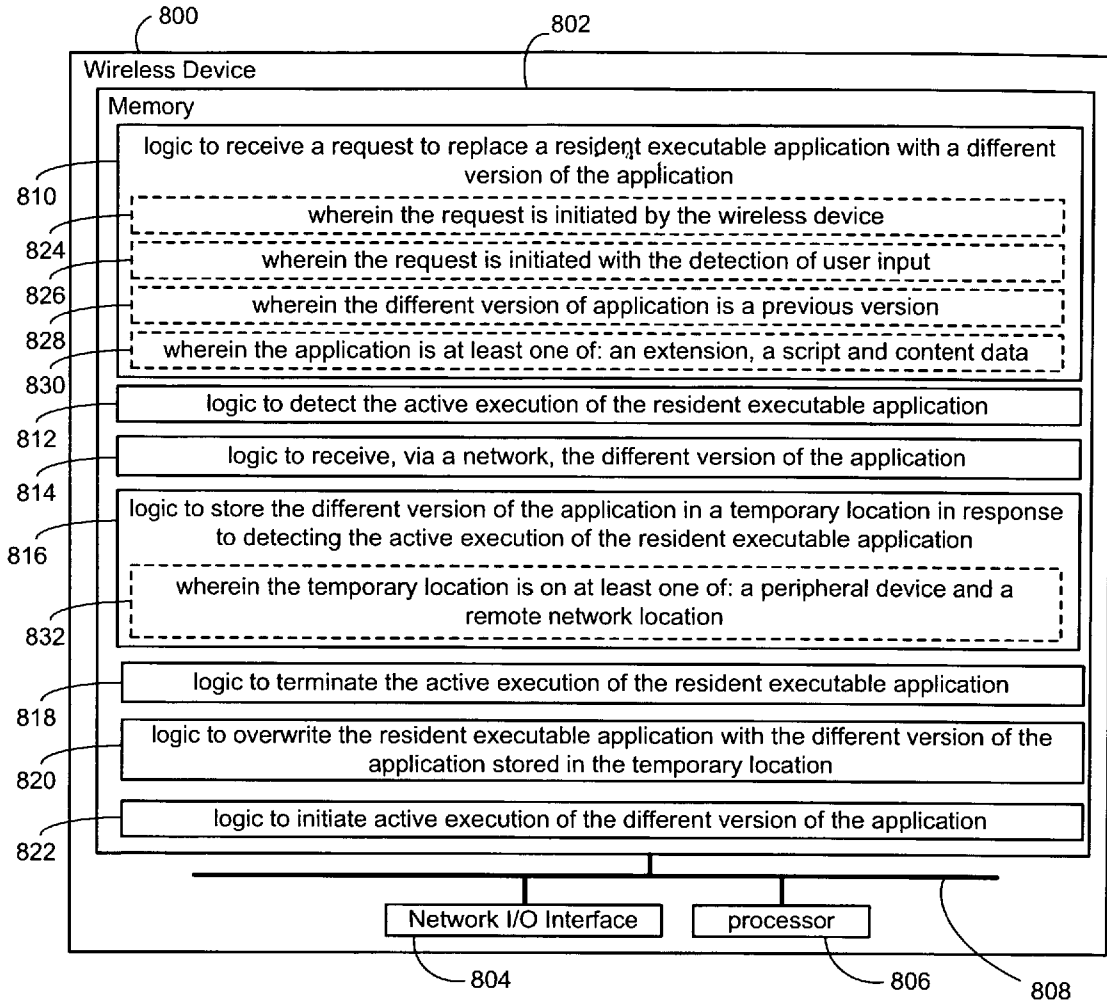 800
802
Wireless Device
Memory
logic to receive a request to replace a resident executable application with a different
version of the application
810
wherein the request is initiated by the wireless device
824
wherein the request is initiated with the detection of user input
826
wherein the different version of application is a previous version
828
wherein the application is at least one of: an extension, a script and content data
830
logic to detect the active execution of the resident executable application
812
logic to receive, via a network, the different version of the application
814
logic to store the different version of the application in a temporary location in response
to detecting the active execution of the resident executable application
816
wherein the temporary location is on at least one of: a peripheral device and a
remote network location
832
logic to terminate the active execution of the resident executable application
818
logic to overwrite the resident executable application with the different version of the
application stored in the temporary location
820
logic to initiate active execution of the different version of the application
822
Network I/O Interface
processor
804
806
808